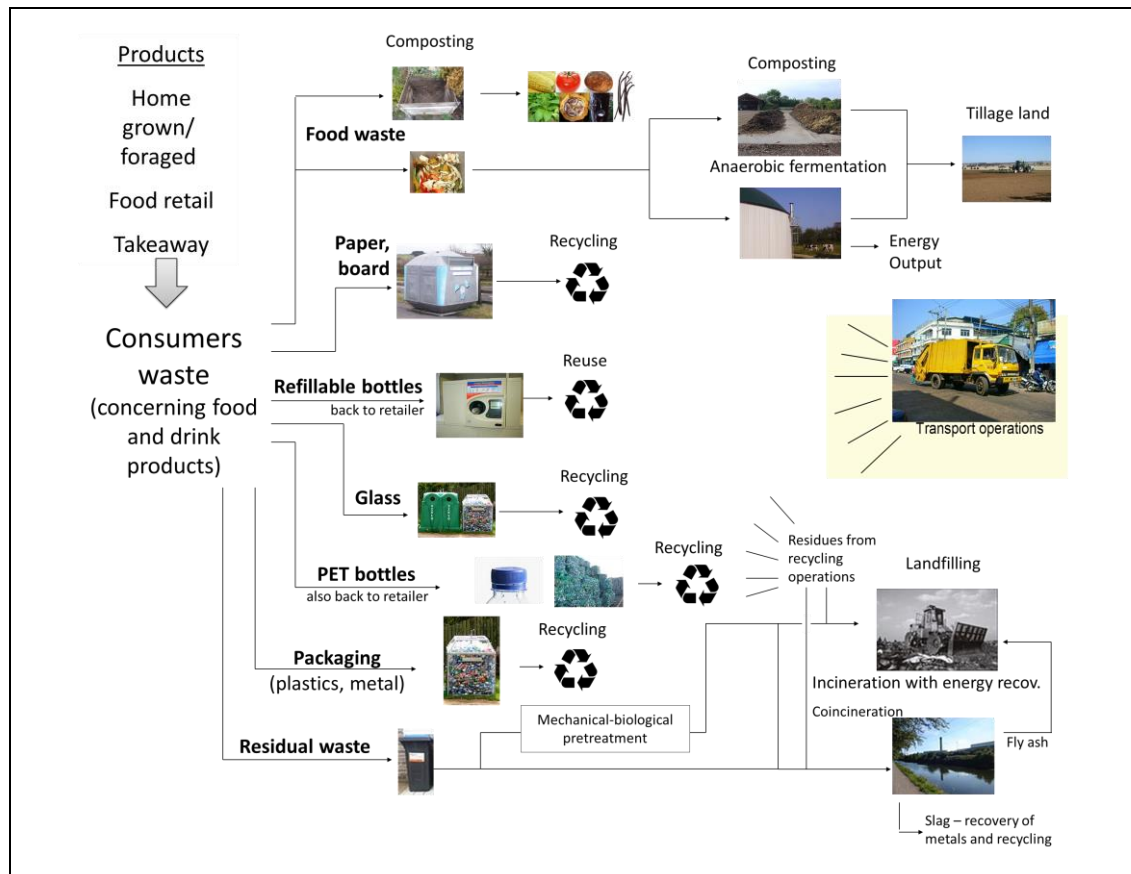 Products
Home
grown/
foraged
Food retail
Takeaway
Consumers
waste
(concerning food
and drink
products)
Composting
Food waste
Composting
Anaerobic fermentation
Tillage land
Energy
Output
Paper,
board
Recycling
Refillable bottles
back to retailer
Reuse
Transport operations
Glass
Recycling
PET bottles
also back to retailer
Recycling
Residues from
recycling
operations
Landfilling
Packaging
(plastics, metal)
Recycling
Incineration with energy recov.
Coincineration
Mechanical-biological
pretreatment
Fly ash
Residual waste
Slag – recovery of
metals and recycling